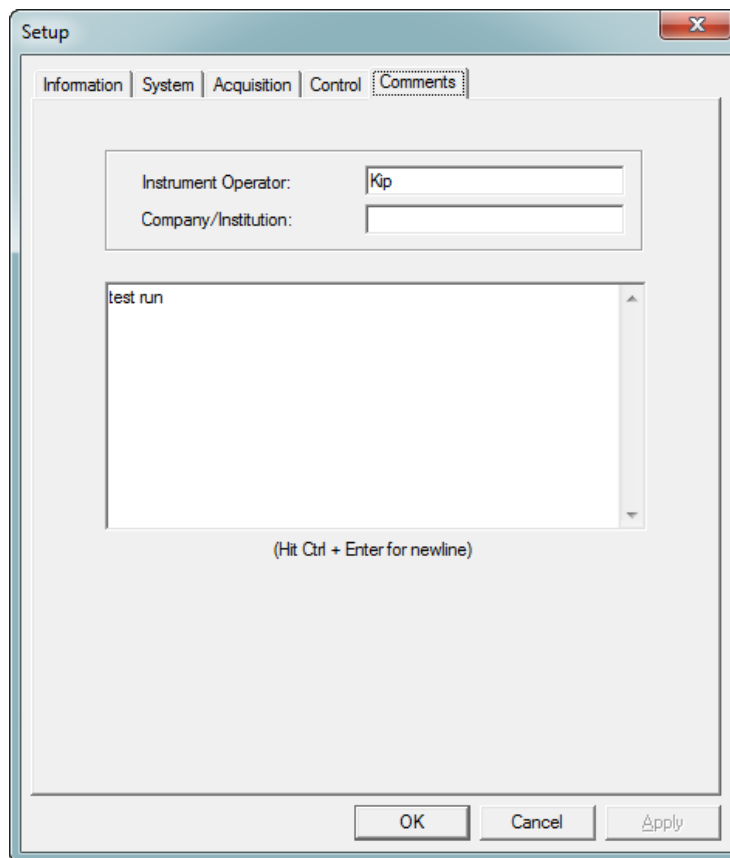 Setup
Information System Acquisition Control Comments
Instrument Operator: Kip
Company/Institution:
test run
(Hit Ctrl + Enter for newline)
OK Cancel Apply